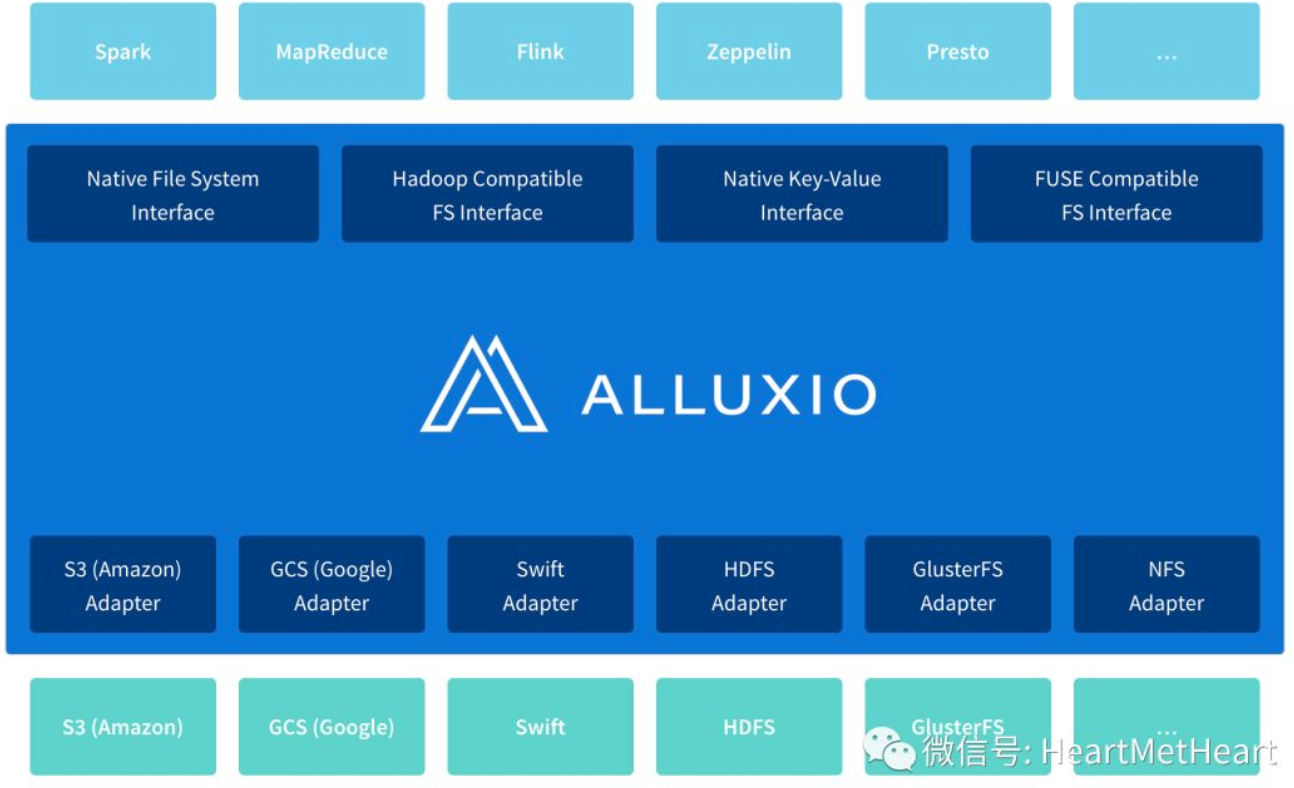 Spark MapReduce Flink Zeppelin Presto ...
Native File System Hadoop Compatible Native Key-Value FUSE Compatible
Interface FS Interface Interface FS Interface
ALLUXIO
S3 (Amazon) GCS (Google) Swift HDFS GlusterFS NFS
Adapter Adapter Adapter Adapter Adapter Adapter
S3 (Amazon) GCS (Google) Swift HDFS GlusterFS ...
微信号: HeartMetHeart